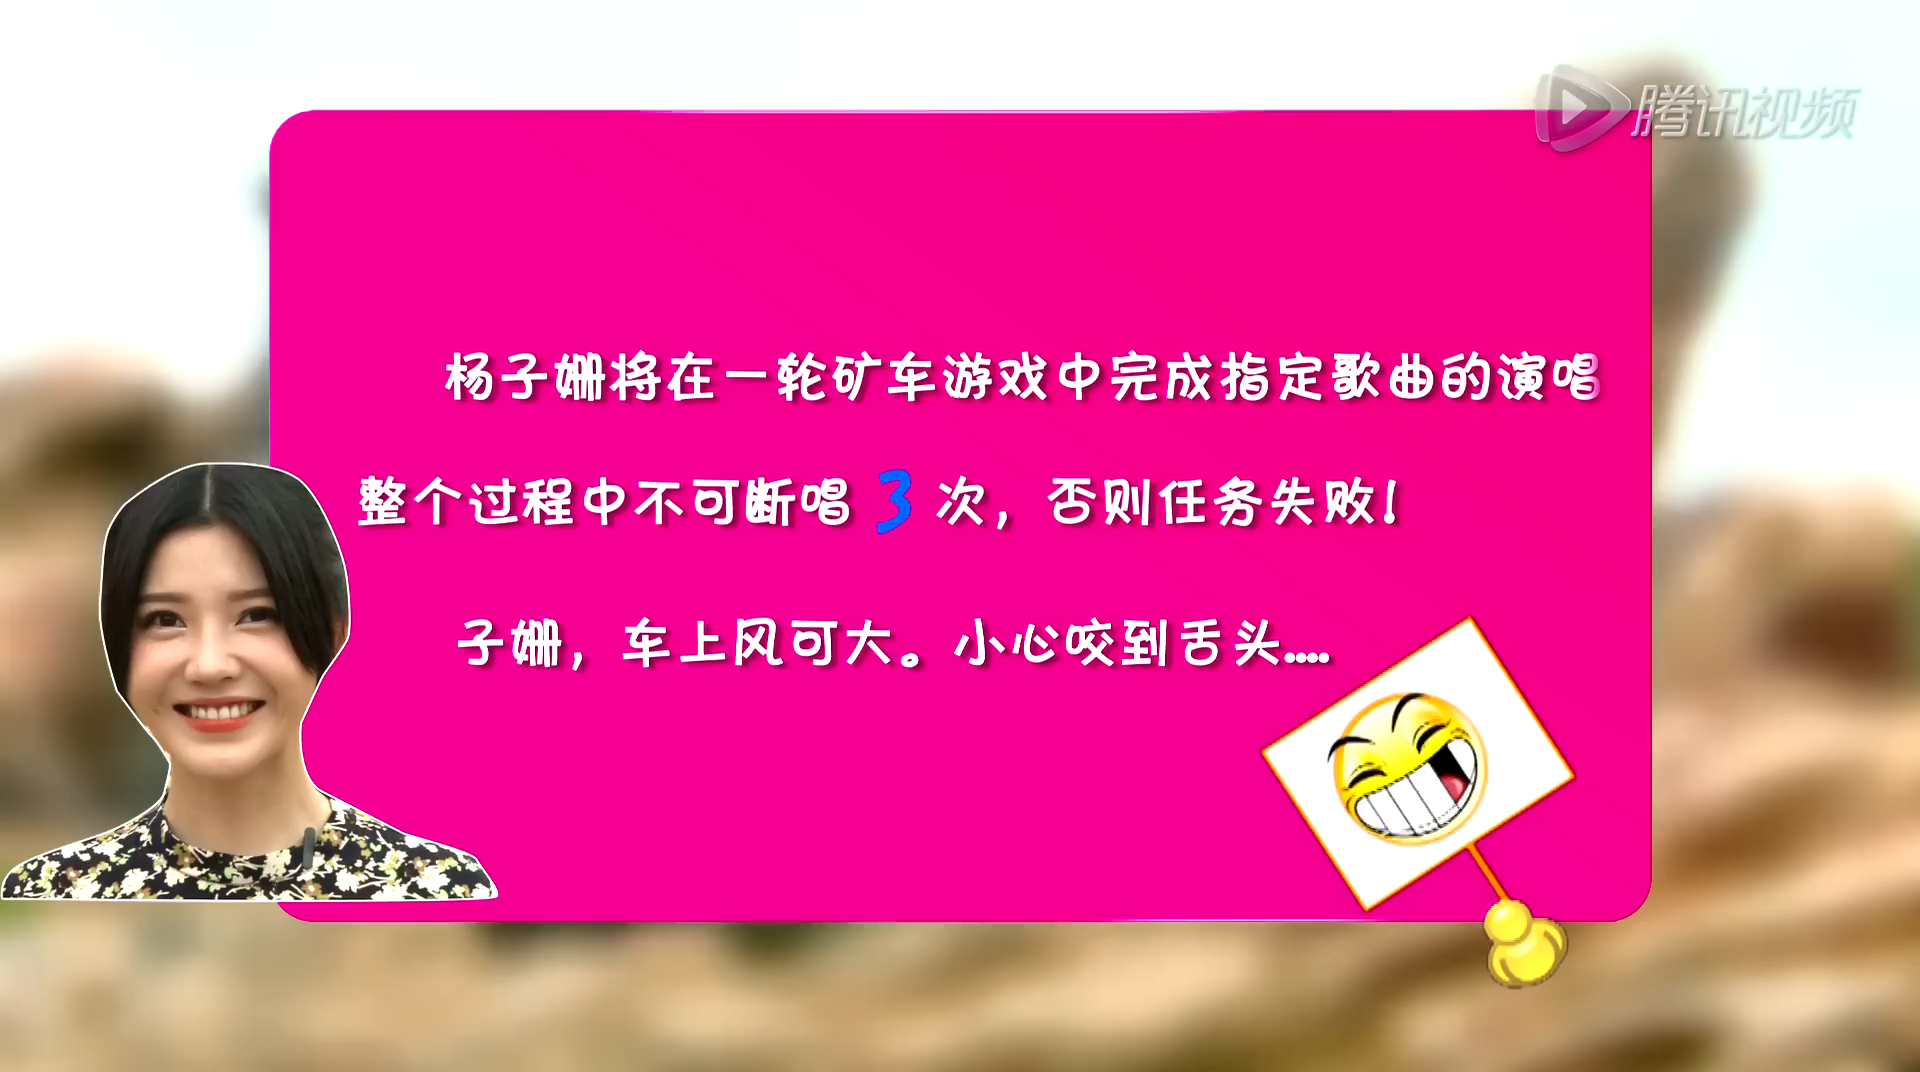 腾讯视频
杨子姗将在一轮矿车游戏中完成指定歌曲的演唱
整个过程中不可断唱 3 次，否则任务失败！
子姗，车上风可大。小心咬到舌头....